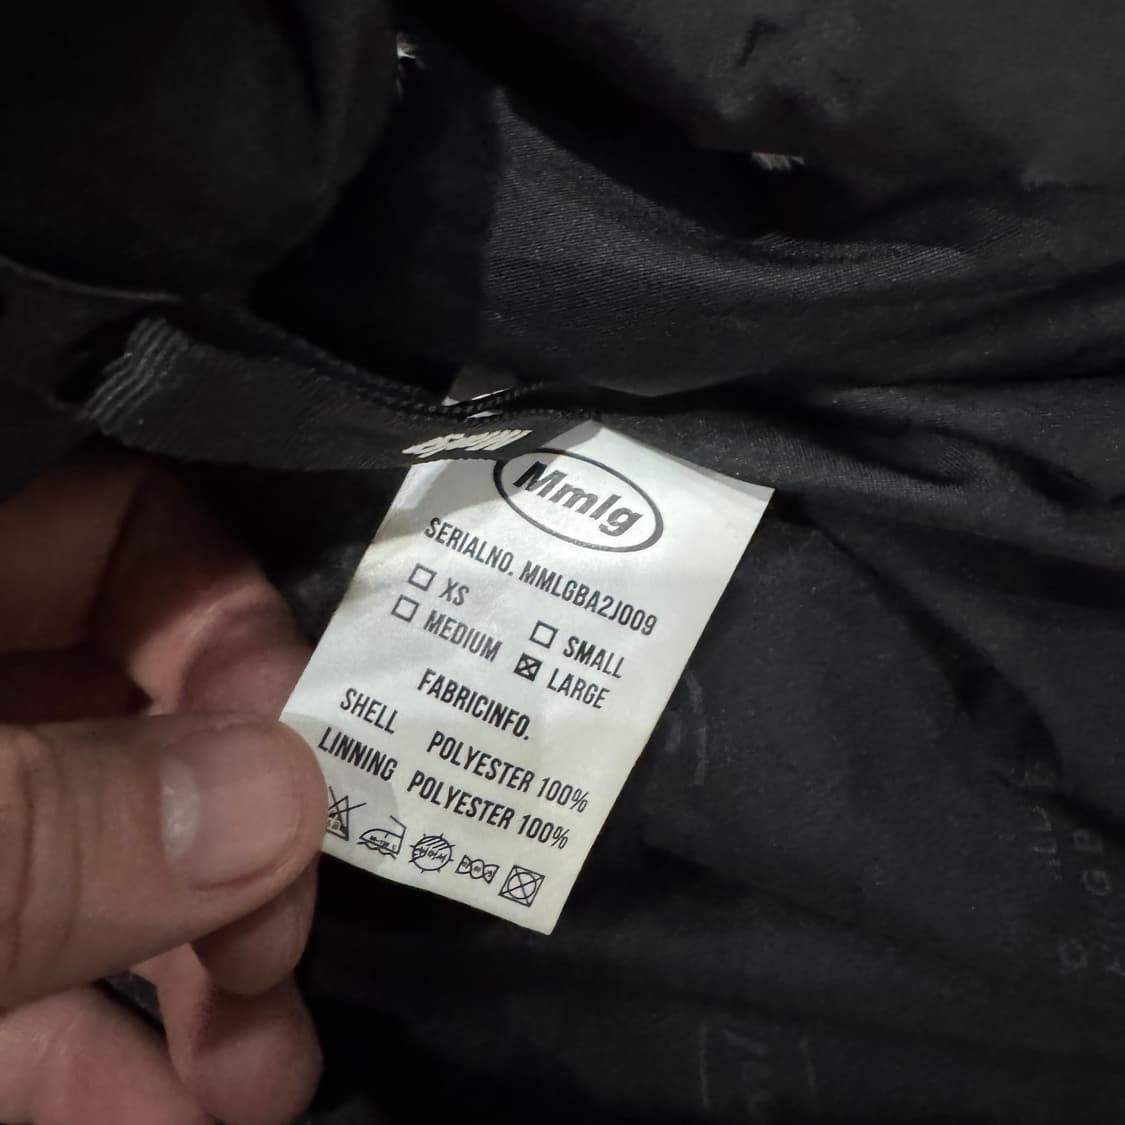 Mmlg
SERIALNO. MMLGBA2J009
XS
SMALL
MEDIUM
LARGE
FABRICINFO.
SHELL POLYESTER 100%
LINNING POLYESTER 100%